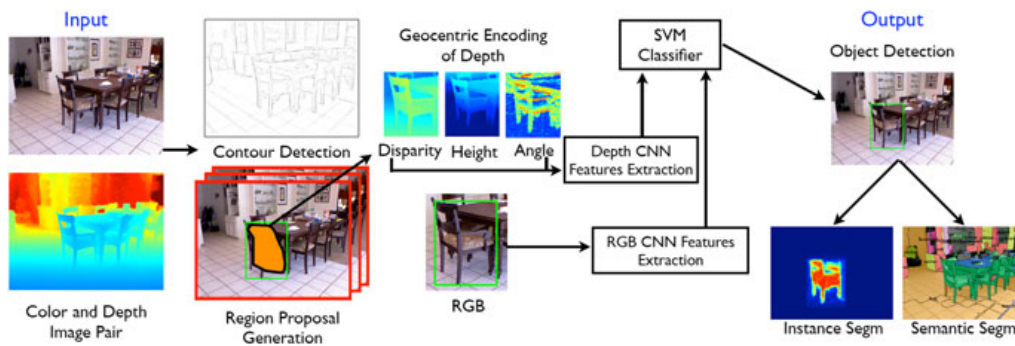 Input
Color and Depth
Image Pair
Contour Detection
Region Proposal
Generation
Geocentric Encoding
of Depth
Disparity
Height
Angle
RGB
Depth CNN
Features Extraction
RGB CNN Features
Extraction
SVM
Classifier
Output
Object Detection
Instance Segm
Semantic Segm